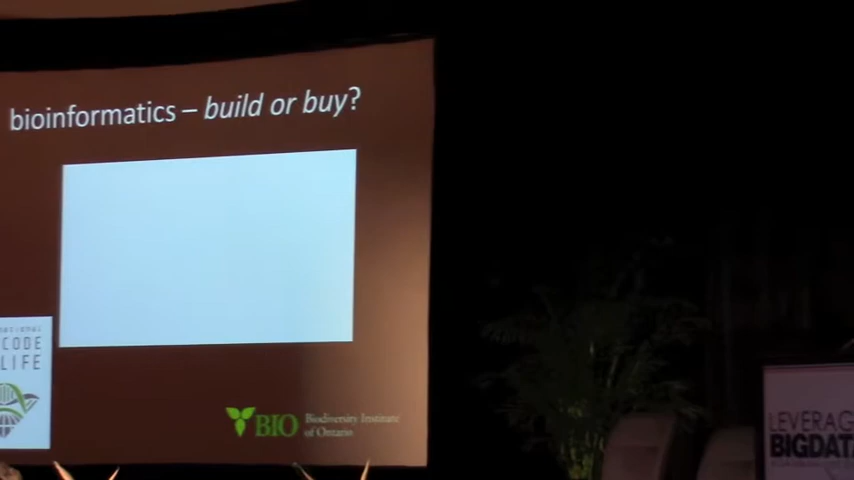 bioinformatics – build or buy?
CODE
LIFE
BIO Biodiversity Institute
of Ontario
LEVERAG
BIGDATA